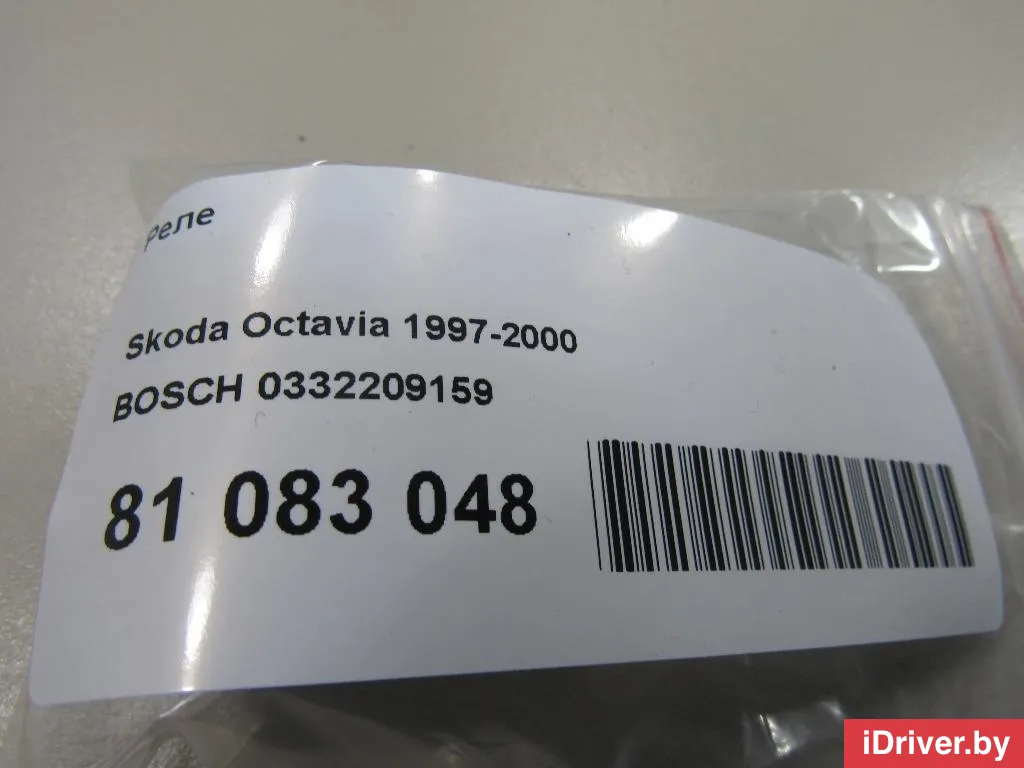 Реле
Skoda Octavia 1997-2000
BOSCH 0332209159
81 083 048
iDriver.by